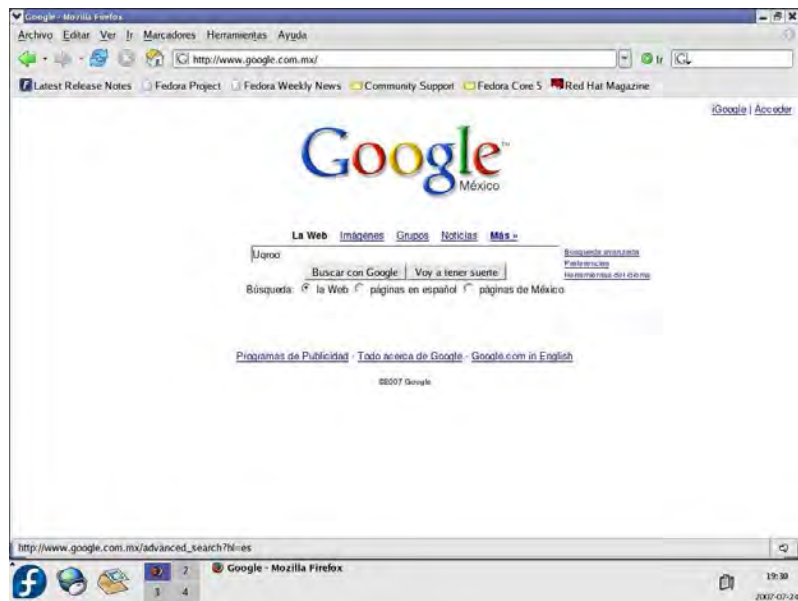 Google - Mozilla Firefox
Archivo Editar Ver Ir Marcadores Herramientas Ayuda
http://www.google.com.mx/ Ir
Latest Release Notes Fedora Project Fedora Weekly News Community Support Fedora Core 5 Red Hat Magazine
iGoogle | Acceder
Google™
México
La Web Imágenes Grupos Noticias Más »
Uqroo
Búsqueda avanzada
Preferencias
Herramientas del idioma
Buscar con Google Voy a tener suerte
Búsqueda: la Web páginas en español páginas de México
Programas de Publicidad - Todo acerca de Google - Google.com in English
©2007 Google
http://www.google.com.mx/advanced_search?hl=es
2 Google - Mozilla Firefox
3 4
19:30
2007-07-24